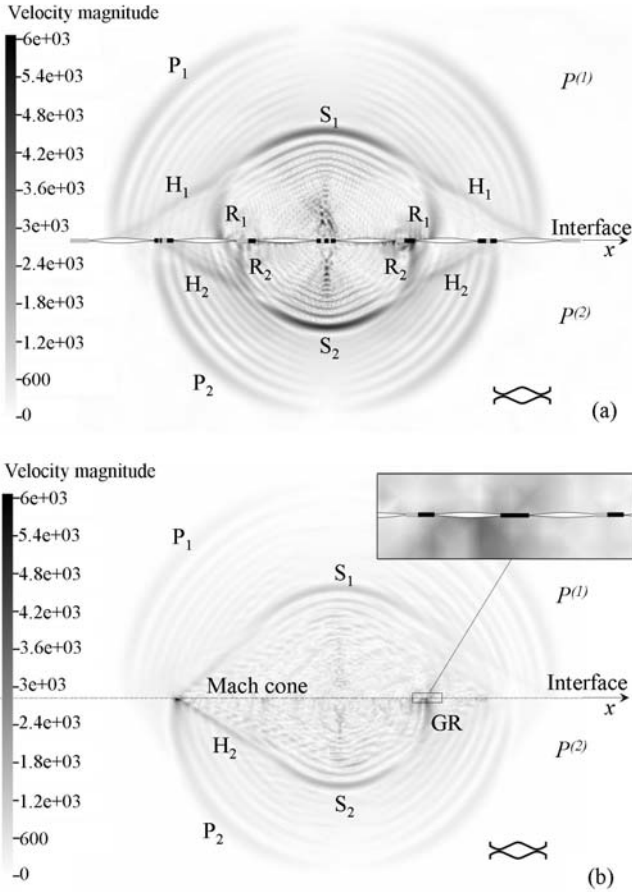 Velocity magnitude
6e+03
5.4e+03
4.8e+03
4.2e+03
3.6e+03
3e+03
2.4e+03
1.8e+03
1.2e+03
600
0
P1
S1
P(1)
H1
H1
R1
R1
Interface
x
R2
R2
H2
H2
P(2)
S2
P2
(a)
Velocity magnitude
6e+03
5.4e+03
4.8e+03
4.2e+03
3.6e+03
3e+03
2.4e+03
1.8e+03
1.2e+03
600
0
P1
S1
P(1)
Mach cone
Interface
x
GR
H2
P(2)
S2
P2
(b)